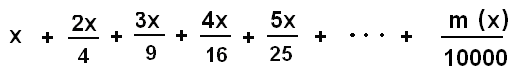 x + 2x/4 + 3x/9 + 4x/16 + 5x/25 + · · · + m (x)/10000